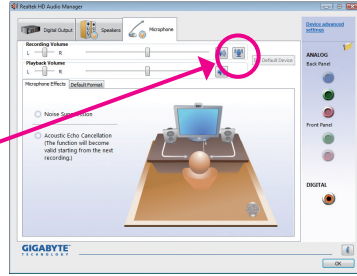 Realtek HD Audio Manager
Digital Output
Speakers
Microphone
Device advanced settings
Recording Volume
L
R
Default Device
Playback Volume
L
R
ANALOG
Back Panel
Microphone Effects
Default Format
Noise Suppression
Acoustic Echo Cancellation
(The function will become
valid starting from the next
recording.)
Front Panel
DIGITAL
GIGABYTE
TECHNOLOGY
i
OK